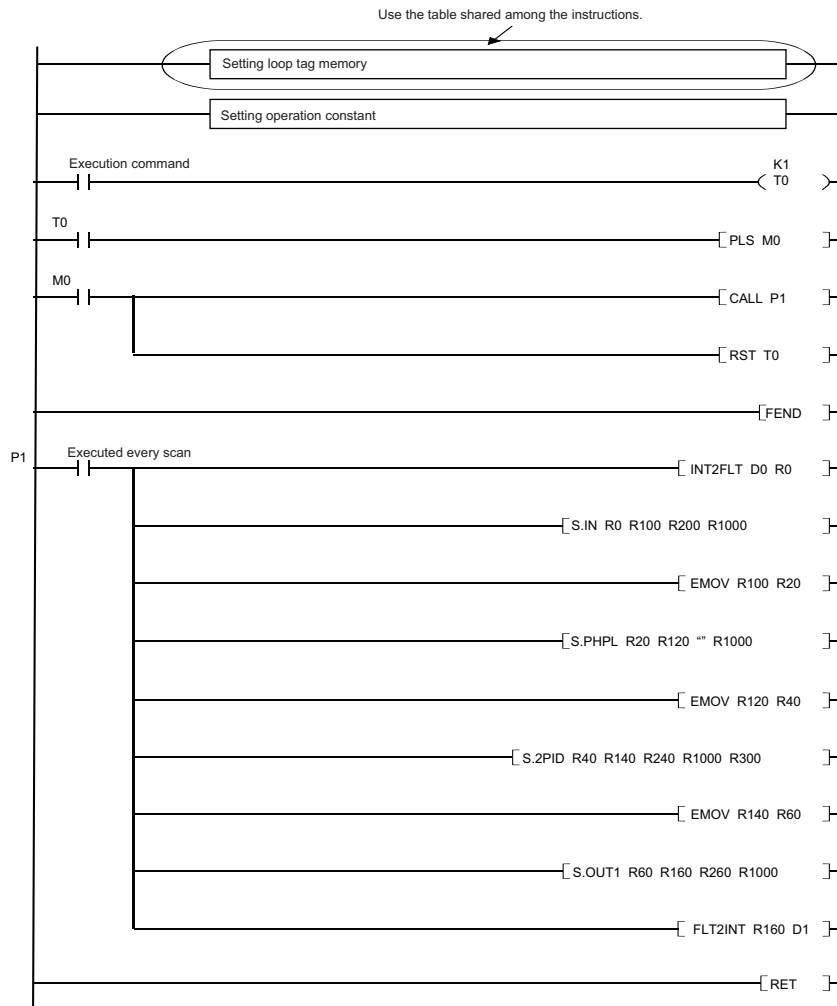 Use the table shared among the instructions.
Setting loop tag memory
Setting operation constant
Execution command
K1
T0
T0
PLS M0
M0
CALL P1
RST T0
FEND
P1
Executed every scan
INT2FLT D0 R0
S.IN R0 R100 R200 R1000
EMOV R100 R20
S.PHPL R20 R120 “” R1000
EMOV R120 R40
S.2PID R40 R140 R240 R1000 R300
EMOV R140 R60
S.OUT1 R60 R160 R260 R1000
FLT2INT R160 D1
RET